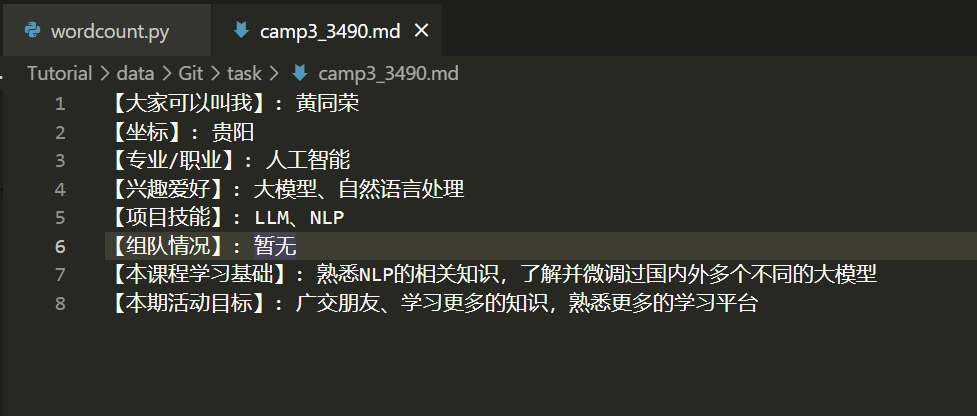 wordcount.py
camp3_3490.md
Tutorial > data > Git > task > camp3_3490.md
1 【大家可以叫我】: 黄同荣
2 【坐标】: 贵阳
3 【专业/职业】: 人工智能
4 【兴趣爱好】: 大模型、自然语言处理
5 【项目技能】: LLM、NLP
6 【组队情况】: 暂无
7 【本课程学习基础】: 熟悉NLP的相关知识，了解并微调过国内外多个不同的大模型
8 【本期活动目标】: 广交朋友、学习更多的知识，熟悉更多的学习平台